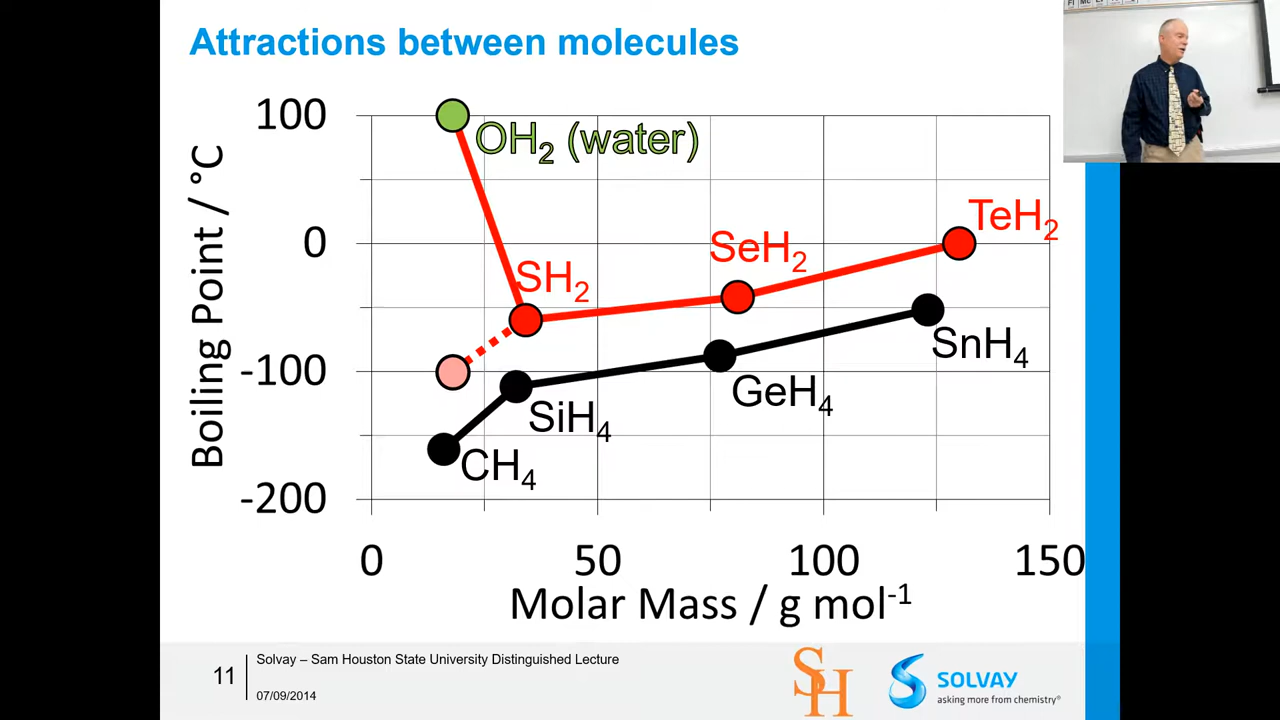 Attractions between molecules
100
0
-100
-200
Boiling Point / °C
OH₂ (water)
SH₂
SeH₂
TeH₂
CH₄
SiH₄
GeH₄
SnH₄
0 50 100 150
Molar Mass / g mol⁻¹
11
Solvay – Sam Houston State University Distinguished Lecture
07/09/2014
SH
SOLVAY
asking more from chemistry®